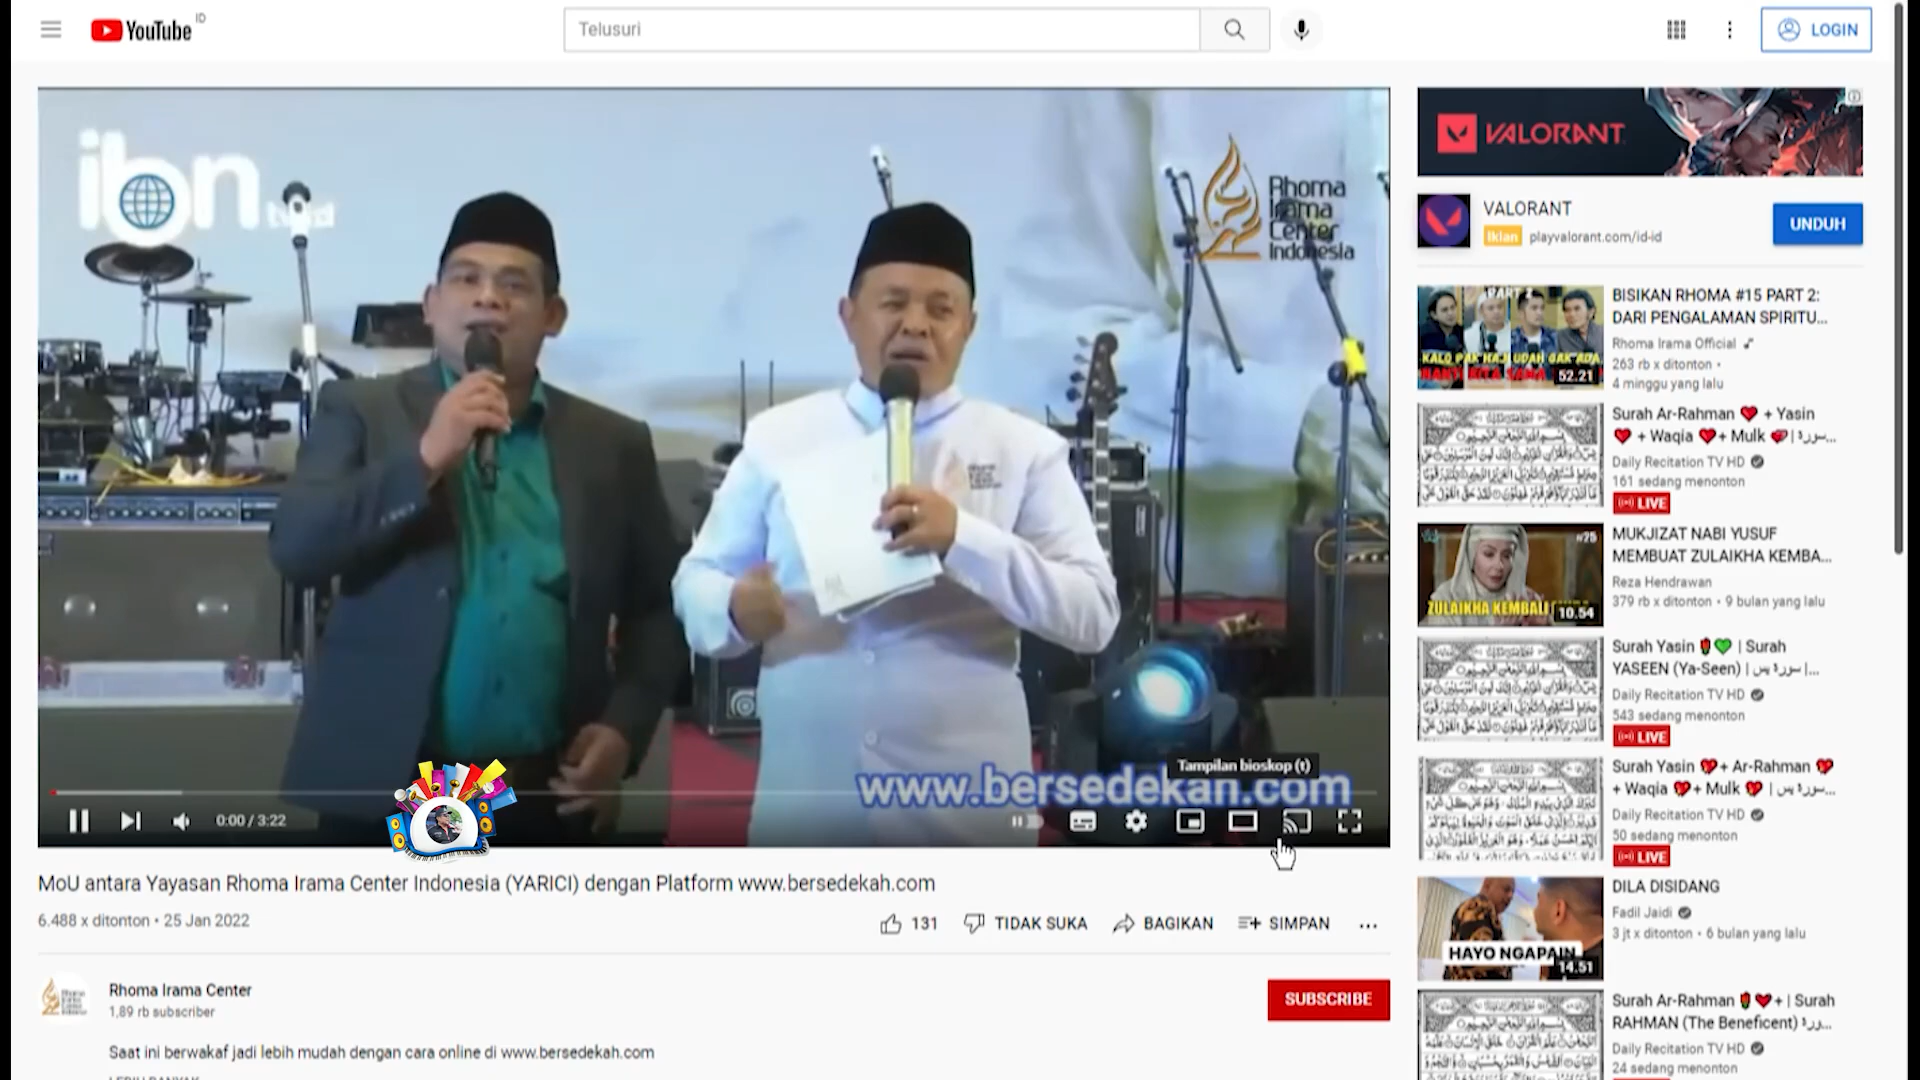 YouTube ID
Telusuri
LOGIN
ibn
Rhoma
Irama
Center
Indonesia
www.bersedekan.com
Tampilan bioskop (t)
0:00 / 3:22
MoU antara Yayasan Rhoma Irama Center Indonesia (YARICI) dengan Platform www.bersedekah.com
6.488 x ditonton • 25 Jan 2022
131
TIDAK SUKA
BAGIKAN
SIMPAN
Rhoma Irama Center
1,89 rb subscriber
SUBSCRIBE
Saat ini berwakaf jadi lebih mudah dengan cara online di www.bersedekah.com
VALORANT
VALORANT
Iklan playvalorant.com/id-id
UNDUH
52.21
BISIKAN RHOMA #15 PART 2:
DARI PENGALAMAN SPIRITU...
Rhoma Irama Official
263 rb x ditonton •
4 minggu yang lalu
Surah Ar-Rahman ❤️ + Yasin
❤️ + Waqia ❤️+ Mulk 💖 | سورة...
Daily Recitation TV HD
161 sedang menonton
LIVE
#25
ZULAIKHA KEMBALI
10.54
MUKJIZAT NABI YUSUF
MEMBUAT ZULAIKHA KEMBA...
Reza Hendrawan
379 rb x ditonton • 9 bulan yang lalu
Surah Yasin 🌹💚 | Surah
YASEEN (Ya-Seen) | سورة يس |...
Daily Recitation TV HD
543 sedang menonton
LIVE
Surah Yasin 💖+ Ar-Rahman 💖
+ Waqia 💖+ Mulk 💖 | سورة يس...
Daily Recitation TV HD
50 sedang menonton
LIVE
HAYO NGAPAIN
14.51
DILA DISIDANG
Fadil Jaidi
3 jt x ditonton • 6 bulan yang lalu
Surah Ar-Rahman 🌹❤️+ | Surah
RAHMAN (The Beneficent) سورة...
Daily Recitation TV HD
24 sedang menonton